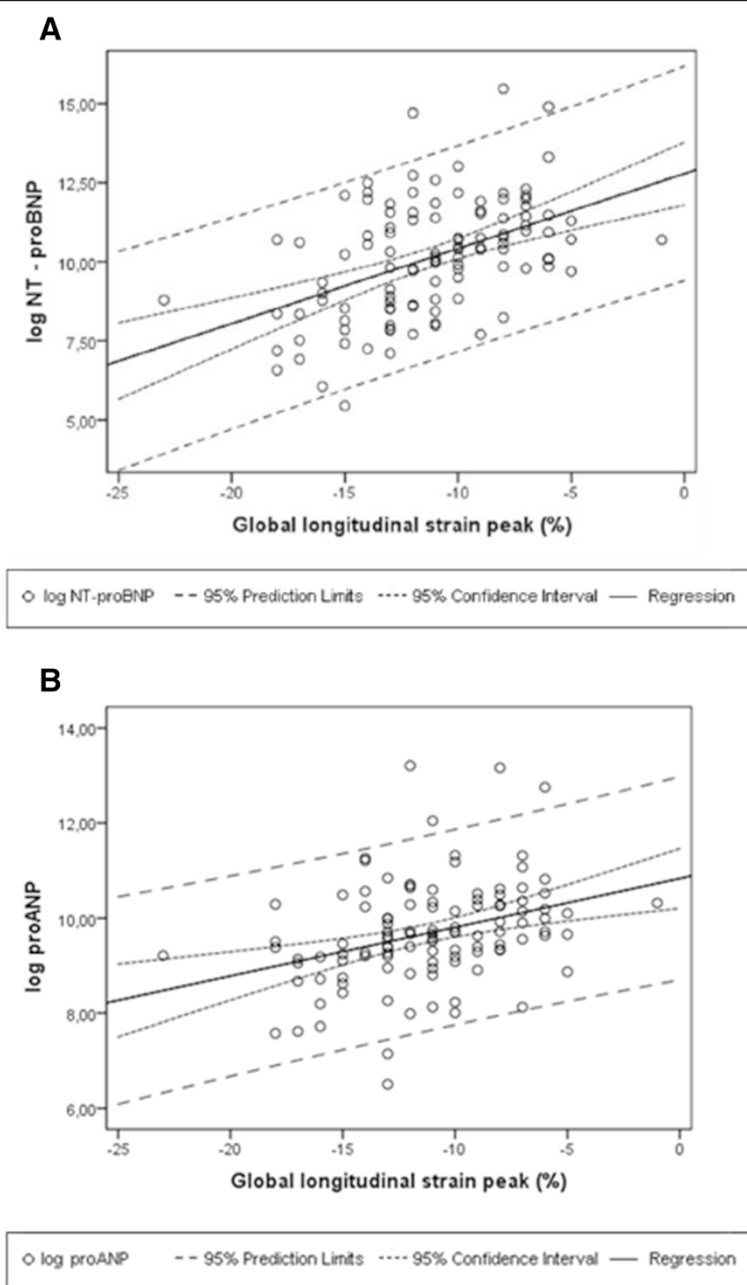 A
log NT - proBNP
15,00
12,50
10,00
7,50
5,00
-25 -20 -15 -10 -5 0
Global longitudinal strain peak (%)
log NT-proBNP 95% Prediction Limits 95% Confidence Interval Regression
B
log proANP
14,00
12,00
10,00
8,00
6,00
-25 -20 -15 -10 -5 0
Global longitudinal strain peak (%)
log proANP 95% Prediction Limits 95% Confidence Interval Regression